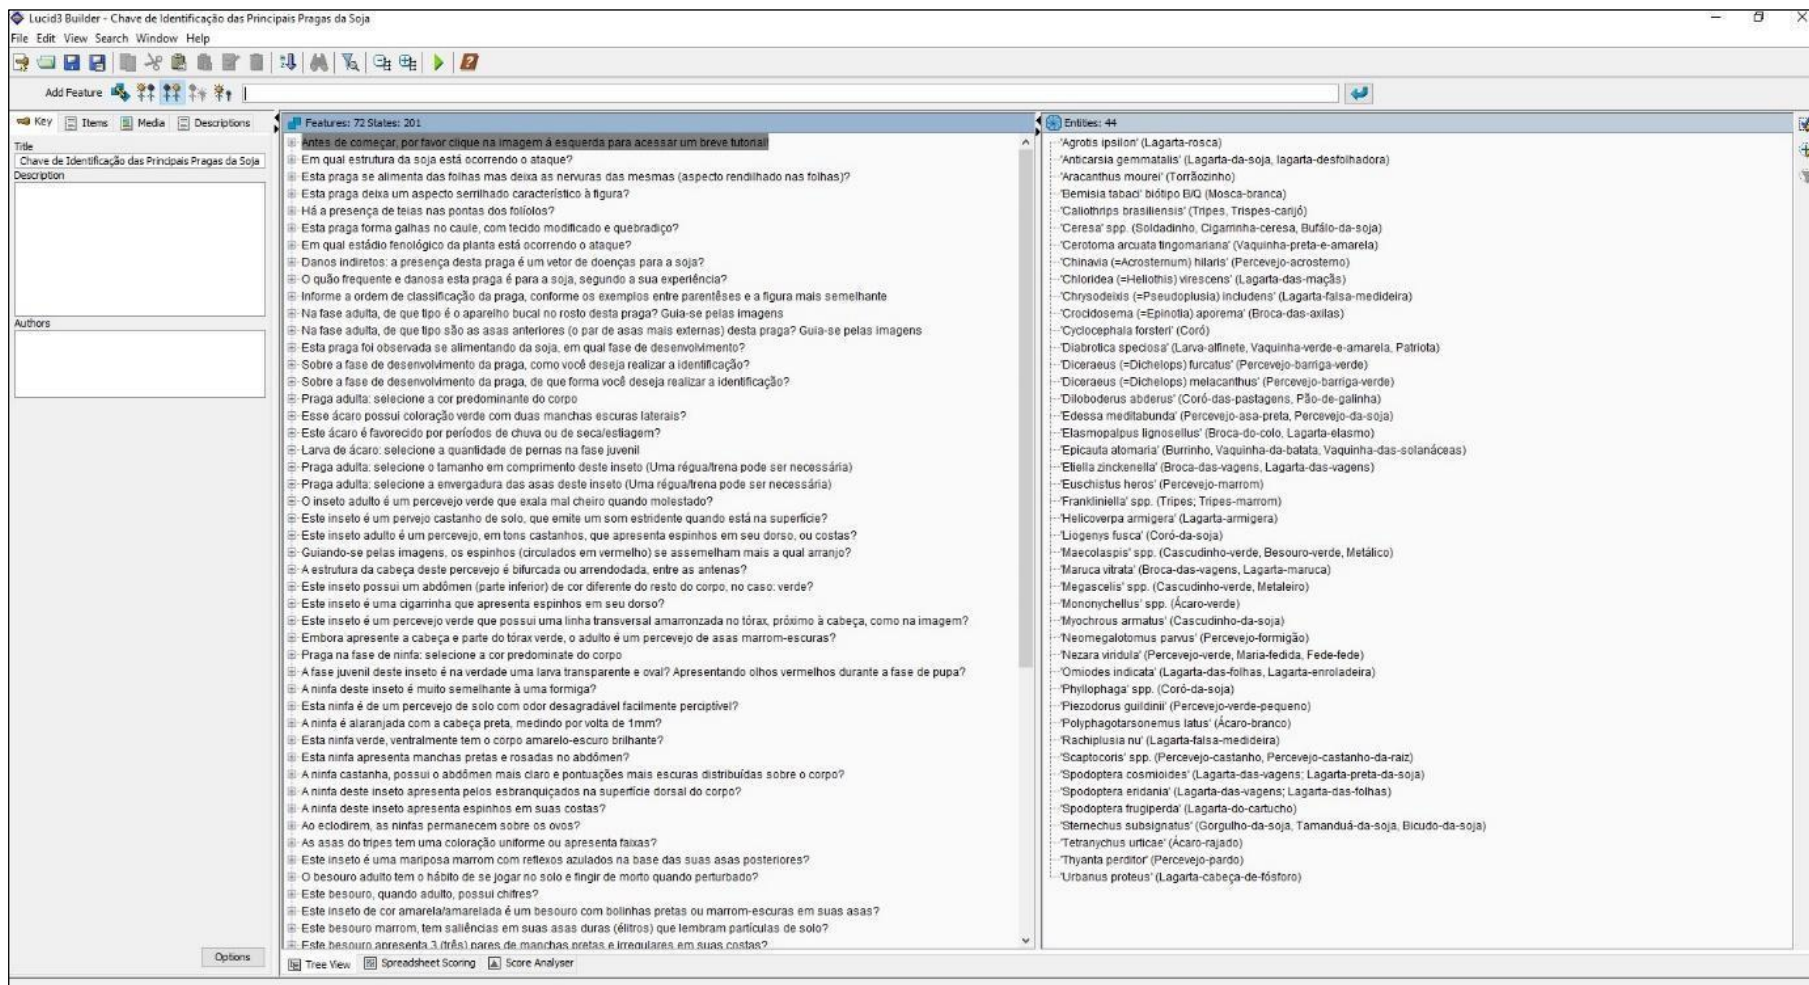 Lucid3 Builder - Chave de Identificação das Principais Pragas da Soja
File Edit View Search Window Help
Add Feature
Key Items Media Descriptions
Title
Chave de Identificação das Principais Pragas da Soja
Description
Authors
Options
Features: 72 States: 201
Antes de começar, por favor clique na imagem á esquerda para acessar um breve tutorial!
Em qual estrutura da soja está ocorrendo o ataque?
Esta praga se alimenta das folhas mas deixa as nervuras das mesmas (aspecto rendilhado nas folhas)?
Esta praga deixa um aspecto serrilhado característico à figura?
Há a presença de teias nas pontas dos folíolos?
Esta praga forma galhas no caule, com tecido modificado e quebradiço?
Em qual estádio fenológico da planta está ocorrendo o ataque?
Danos indiretos: a presença desta praga é um vetor de doenças para a soja?
O quão frequente e danosa esta praga é para a soja, segundo a sua experiência?
Informe a ordem de classificação da praga, conforme os exemplos entre parentêses e a figura mais semelhante
Na fase adulta, de que tipo é o aparelho bucal no rosto desta praga? Guia-se pelas imagens
Na fase adulta, de que tipo são as asas anteriores (o par de asas mais externas) desta praga? Guia-se pelas imagens
Esta praga foi observada se alimentando da soja, em qual fase de desenvolvimento?
Sobre a fase de desenvolvimento da praga, como você deseja realizar a identificação?
Sobre a fase de desenvolvimento da praga, de que forma você deseja realizar a identificação?
Praga adulta: selecione a cor predominante do corpo
Esse ácaro possui coloração verde com duas manchas escuras laterais?
Este ácaro é favorecido por períodos de chuva ou de seca/estiagem?
Larva de ácaro: selecione a quantidade de pernas na fase juvenil
Praga adulta: selecione o tamanho em comprimento deste inseto (Uma régua/trena pode ser necessária)
Praga adulta: selecione a envergadura das asas deste inseto (Uma régua/trena pode ser necessária)
O inseto adulto é um percevejo verde que exala mal cheiro quando molestado?
Este inseto é um pervejo castanho de solo, que emite um som estridente quando está na superfície?
Este inseto adulto é um percevejo, em tons castanhos, que apresenta espinhos em seu dorso, ou costas?
Guiando-se pelas imagens, os espinhos (circulados em vermelho) se assemelham mais a qual arranjo?
A estrutura da cabeça deste percevejo é bifurcada ou arrendodada, entre as antenas?
Este inseto possui um abdômen (parte inferior) de cor diferente do resto do corpo, no caso: verde?
Este inseto é uma cigarrinha que apresenta espinhos em seu dorso?
Este inseto é um percevejo verde que possui uma linha transversal amarronzada no tórax, próximo à cabeça, como na imagem?
Embora apresente a cabeça e parte do tórax verde, o adulto é um percevejo de asas marrom-escuras?
Praga na fase de ninfa: selecione a cor predominate do corpo
A fase juvenil deste inseto é na verdade uma larva transparente e oval? Apresentando olhos vermelhos durante a fase de pupa?
A ninfa deste inseto é muito semelhante à uma formiga?
Esta ninfa é de um percevejo de solo com odor desagradável facilmente perciptível?
A ninfa é alaranjada com a cabeça preta, medindo por volta de 1mm?
Esta ninfa verde, ventralmente tem o corpo amarelo-escuro brilhante?
Esta ninfa apresenta manchas pretas e rosadas no abdômen?
A ninfa castanha, possui o abdômen mais claro e pontuações mais escuras distribuídas sobre o corpo?
A ninfa deste inseto apresenta pelos esbranquiçados na superfície dorsal do corpo?
A ninfa deste inseto apresenta espinhos em suas costas?
Ao eclodirem, as ninfas permanecem sobre os ovos?
As asas do tripes tem uma coloração uniforme ou apresenta faixas?
Este inseto é uma mariposa marrom com reflexos azulados na base das suas asas posteriores?
O besouro adulto tem o hábito de se jogar no solo e fingir de morto quando perturbado?
Este besouro, quando adulto, possui chifres?
Este inseto de cor amarela/amarelada é um besouro com bolinhas pretas ou marrom-escuras em suas asas?
Este besouro marrom, tem saliências em suas asas duras (élitros) que lembram partículas de solo?
Este besouro apresenta 3 (três) pares de manchas pretas e irregulares em suas costas?
Tree View Spreadsheet Scoring Score Analyser
Entities: 44
'Agrotis ipsilon' (Lagarta-rosca)
'Anticarsia gemmatalis' (Lagarta-da-soja, lagarta-desfolhadora)
'Aracanthus mourei' (Torrãozinho)
'Bemisia tabaci' biótipo B/Q (Mosca-branca)
'Caliothrips brasiliensis' (Tripes, Trispes-carijó)
'Ceresa' spp. (Soldadinho, Cigarrinha-ceresa, Búfálo-da-soja)
'Cerotoma arcuata tingomariana' (Vaquinha-preta-e-amarela)
'Chinavia (=Acrosternum) hilaris' (Percevejo-acrosterno)
'Chloridea (=Heliothis) virescens' (Lagarta-das-maçãs)
'Chrysodeixis (=Pseudoplusia) includens' (Lagarta-falsa-medideira)
'Crocidosema (=Epinotia) aporema' (Broca-das-axilas)
'Cyclocephala forsteri' (Coró)
'Diabrotica speciosa' (Larva-alfinete, Vaquinha-verde-e-amarela, Patriota)
'Diceraeus (=Dichelops) furcatus' (Percevejo-barriga-verde)
'Diceraeus (=Dichelops) melacanthus' (Percevejo-barriga-verde)
'Diloboderus abderus' (Coró-das-pastagens, Pão-de-galinha)
'Edessa meditabunda' (Percevejo-asa-preta, Percevejo-da-soja)
'Elasmopalpus lignosellus' (Broca-do-colo, Lagarta-elasmo)
'Epicauta atomaria' (Burrinho, Vaquinha-da-batata, Vaquinha-das-solanáceas)
'Etiella zinckenella' (Broca-das-vagens, Lagarta-das-vagens)
'Euschistus heros' (Percevejo-marrom)
'Frankliniella' spp. (Tripes; Tripes-marrom)
'Helicoverpa armigera' (Lagarta-armigera)
'Liogenys fusca' (Coró-da-soja)
'Maecolaspis' spp. (Cascudinho-verde, Besouro-verde, Metálico)
'Maruca vitrata' (Broca-das-vagens, Lagarta-maruca)
'Megascelis' spp. (Cascudinho-verde, Metaleiro)
'Mononychellus' spp. (Ácaro-verde)
'Myochrous armatus' (Cascudinho-da-soja)
'Neomegalotomus parvus' (Percevejo-formigão)
'Nezara viridula' (Percevejo-verde, Maria-fedida, Fede-fede)
'Omiodes indicata' (Lagarta-das-folhas, Lagarta-enroladeira)
'Phyllophaga' spp. (Coró-da-soja)
'Piezodorus guildinii' (Percevejo-verde-pequeno)
'Polyphagotarsonemus latus' (Ácaro-branco)
'Rachiplusia nu' (Lagarta-falsa-medideira)
'Scaptocoris' spp. (Percevejo-castanho, Percevejo-castanho-da-raiz)
'Spodoptera cosmioides' (Lagarta-das-vagens; Lagarta-preta-da-soja)
'Spodoptera eridania' (Lagarta-das-vagens; Lagarta-das-folhas)
'Spodoptera frugiperda' (Lagarta-do-cartucho)
'Sternechus subsignatus' (Gorgulho-da-soja, Tamanduá-da-soja, Bicudo-da-soja)
'Tetranychus urticae' (Ácaro-rajado)
'Thyanta perditor' (Percevejo-pardo)
'Urbanus proteus' (Lagarta-cabeça-de-fósforo)